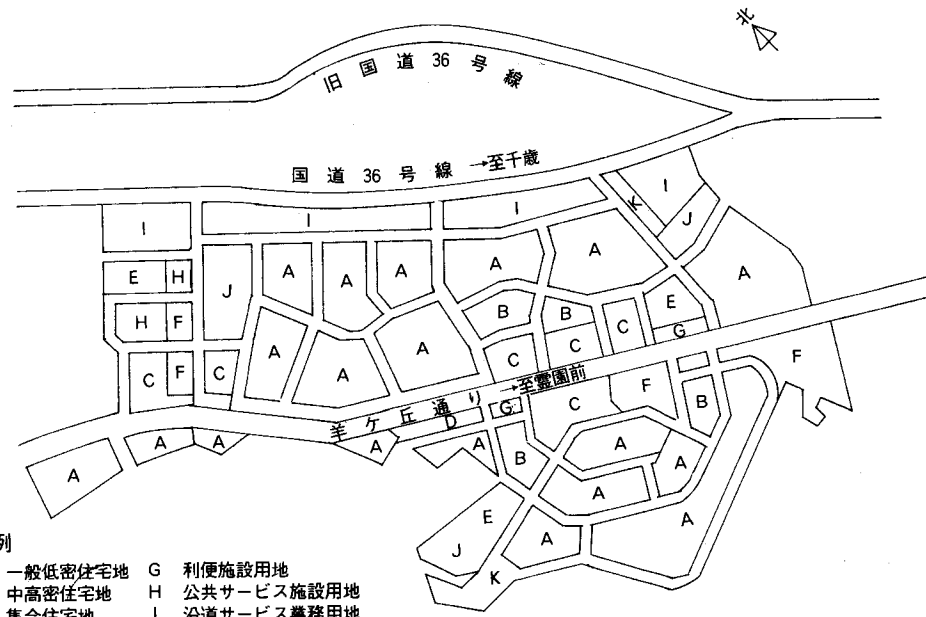 北
旧国道36号線
国道36号線→至千歳
I I I K I J
E H J A A A A A A
H F B B C E G
C F C A A A C C F
羊ケ丘通り→至霊園前
A A A A D G C F B
A B A A
E A A
J A
K
例
一般低密住宅地 G 利便施設用地
中高密住宅地 H 公共サービス施設用地